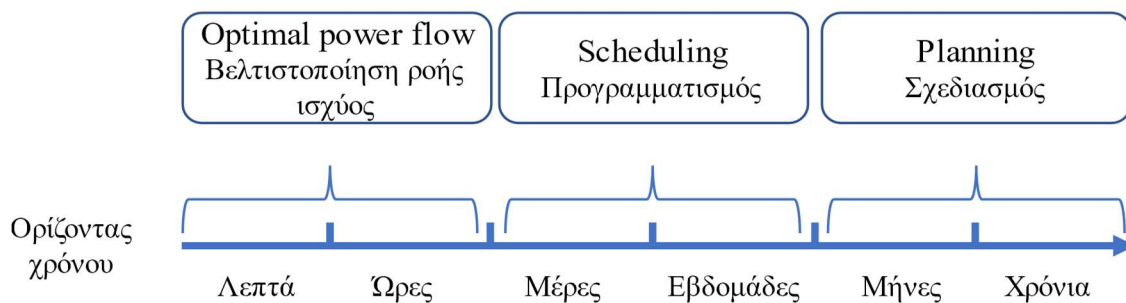 Optimal power flow
Βελτιστοποίηση ροής
ισχύος
Scheduling
Προγραμματισμός
Planning
Σχεδιασμός
Ορίζοντας
χρόνου
Λεπτά
Ώρες
Μέρες
Εβδομάδες
Μήνες
Χρόνια